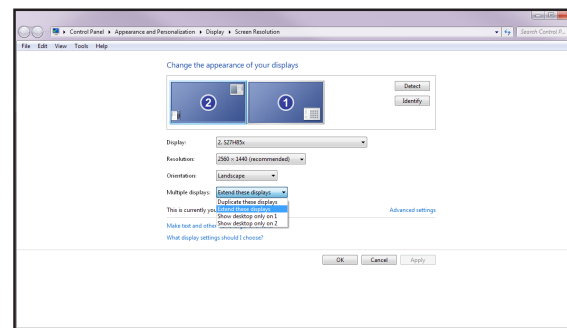 Control Panel ▸ Appearance and Personalization ▸ Display ▸ Screen Resolution
Search Control P...
File Edit View Tools Help
Change the appearance of your displays
2
1
Detect
Identify
Display:
2. S27H85x
Resolution:
2560 × 1440 (recommended)
Orientation:
Landscape
Multiple displays:
Extend these displays
Duplicate these displays
Extend these displays
Show desktop only on 1
Show desktop only on 2
This is currently you
Advanced settings
Make text and other
What display settings should I choose?
OK
Cancel
Apply